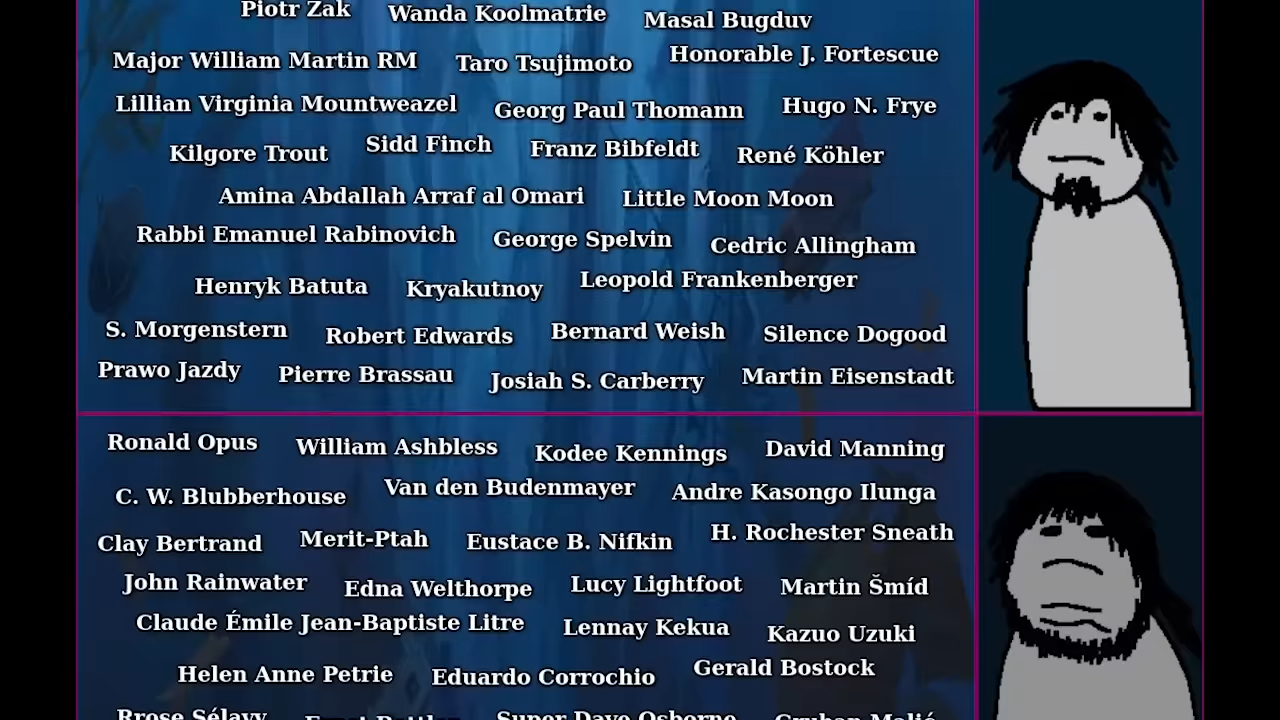 Piotr Zak Wanda Koolmatrie Masal Bugduv
Major William Martin RM Taro Tsujimoto Honorable J. Fortescue
Lillian Virginia Mountweazel Georg Paul Thomann Hugo N. Frye
Kilgore Trout Sidd Finch Franz Bibfeldt René Köhler
Amina Abdallah Arraf al Omari Little Moon Moon
Rabbi Emanuel Rabinovich George Spelvin Cedric Allingham
Henryk Batuta Kryakutnoy Leopold Frankenberger
S. Morgenstern Robert Edwards Bernard Weish Silence Dogood
Prawo Jazdy Pierre Brassau Josiah S. Carberry Martin Eisenstadt
Ronald Opus William Ashbless Kodee Kennings David Manning
C. W. Blubberhouse Van den Budenmayer Andre Kasongo Ilunga
Clay Bertrand Merit-Ptah Eustace B. Nifkin H. Rochester Sneath
John Rainwater Edna Welthorpe Lucy Lightfoot Martin Šmíd
Claude Émile Jean-Baptiste Litre Lennay Kekua Kazuo Uzuki
Helen Anne Petrie Eduardo Corrochio Gerald Bostock
Rrose Sélavy Super Dave Osborne